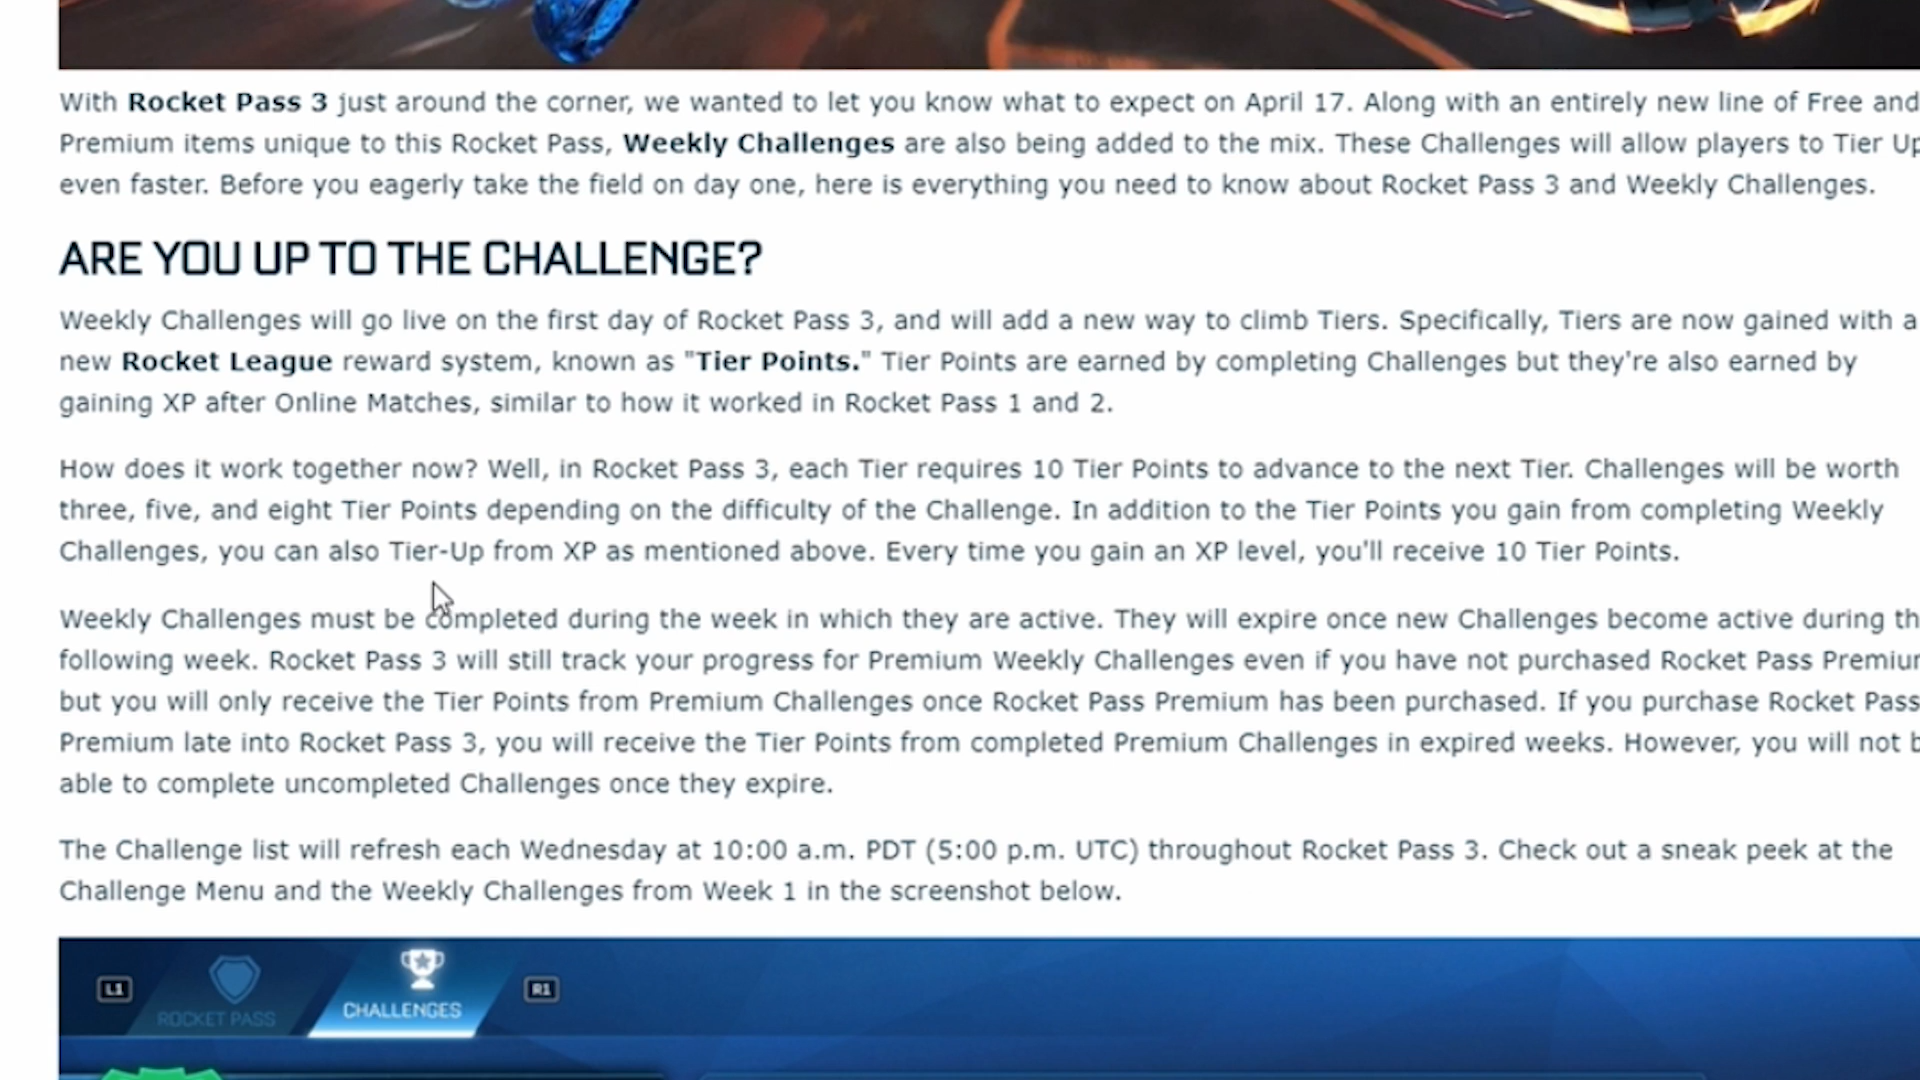 With Rocket Pass 3 just around the corner, we wanted to let you know what to expect on April 17. Along with an entirely new line of Free and
Premium items unique to this Rocket Pass, Weekly Challenges are also being added to the mix. These Challenges will allow players to Tier Up
even faster. Before you eagerly take the field on day one, here is everything you need to know about Rocket Pass 3 and Weekly Challenges.
ARE YOU UP TO THE CHALLENGE?
Weekly Challenges will go live on the first day of Rocket Pass 3, and will add a new way to climb Tiers. Specifically, Tiers are now gained with a
new Rocket League reward system, known as "Tier Points." Tier Points are earned by completing Challenges but they're also earned by
gaining XP after Online Matches, similar to how it worked in Rocket Pass 1 and 2.
How does it work together now? Well, in Rocket Pass 3, each Tier requires 10 Tier Points to advance to the next Tier. Challenges will be worth
three, five, and eight Tier Points depending on the difficulty of the Challenge. In addition to the Tier Points you gain from completing Weekly
Challenges, you can also Tier-Up from XP as mentioned above. Every time you gain an XP level, you'll receive 10 Tier Points.
Weekly Challenges must be completed during the week in which they are active. They will expire once new Challenges become active during th
following week. Rocket Pass 3 will still track your progress for Premium Weekly Challenges even if you have not purchased Rocket Pass Premiu
but you will only receive the Tier Points from Premium Challenges once Rocket Pass Premium has been purchased. If you purchase Rocket Pass
Premium late into Rocket Pass 3, you will receive the Tier Points from completed Premium Challenges in expired weeks. However, you will not b
able to complete uncompleted Challenges once they expire.
The Challenge list will refresh each Wednesday at 10:00 a.m. PDT (5:00 p.m. UTC) throughout Rocket Pass 3. Check out a sneak peek at the
Challenge Menu and the Weekly Challenges from Week 1 in the screenshot below.
L1 ROCKET PASS CHALLENGES R1